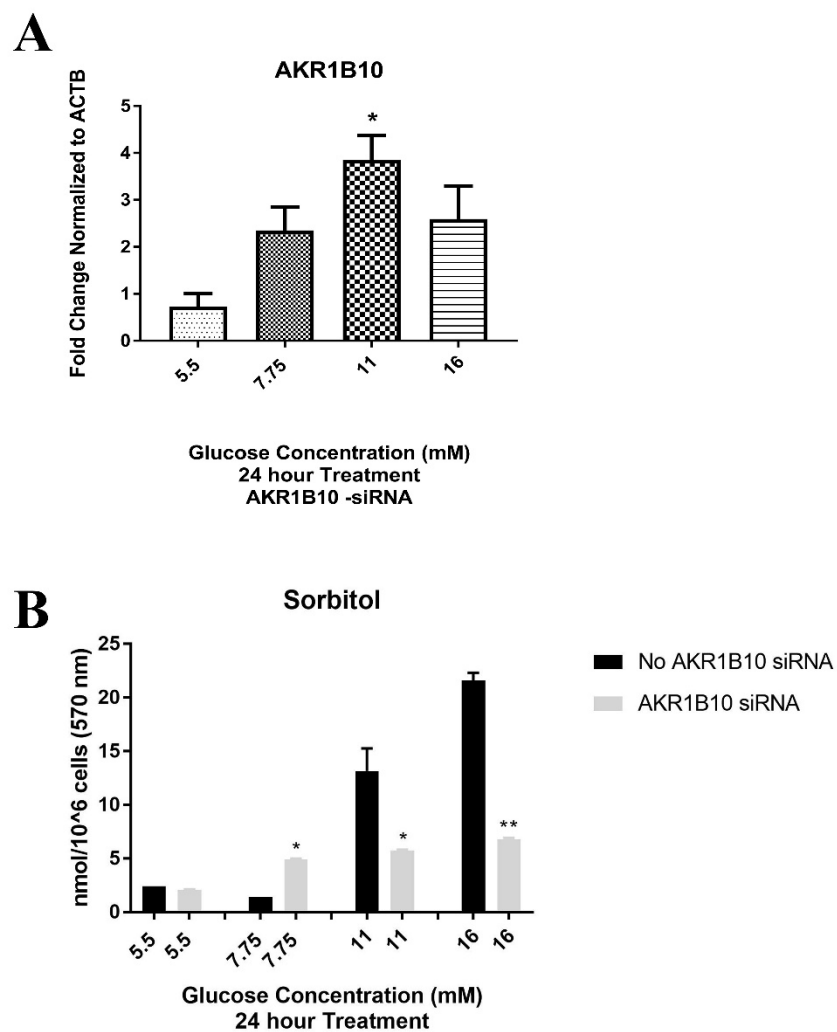 A
AKR1B10
Fold Change Normalized to ACTB
5
4
3
2
1
0
*
5.5
7.75
11
16
Glucose Concentration (mM)
24 hour Treatment
AKR1B10 -siRNA
B
Sorbitol
nmol/10^6 cells (570 nm)
25
20
15
10
5
0
*
*
**
5.5
5.5
7.75
7.75
11
11
16
16
Glucose Concentration (mM)
24 hour Treatment
No AKR1B10 siRNA
AKR1B10 siRNA